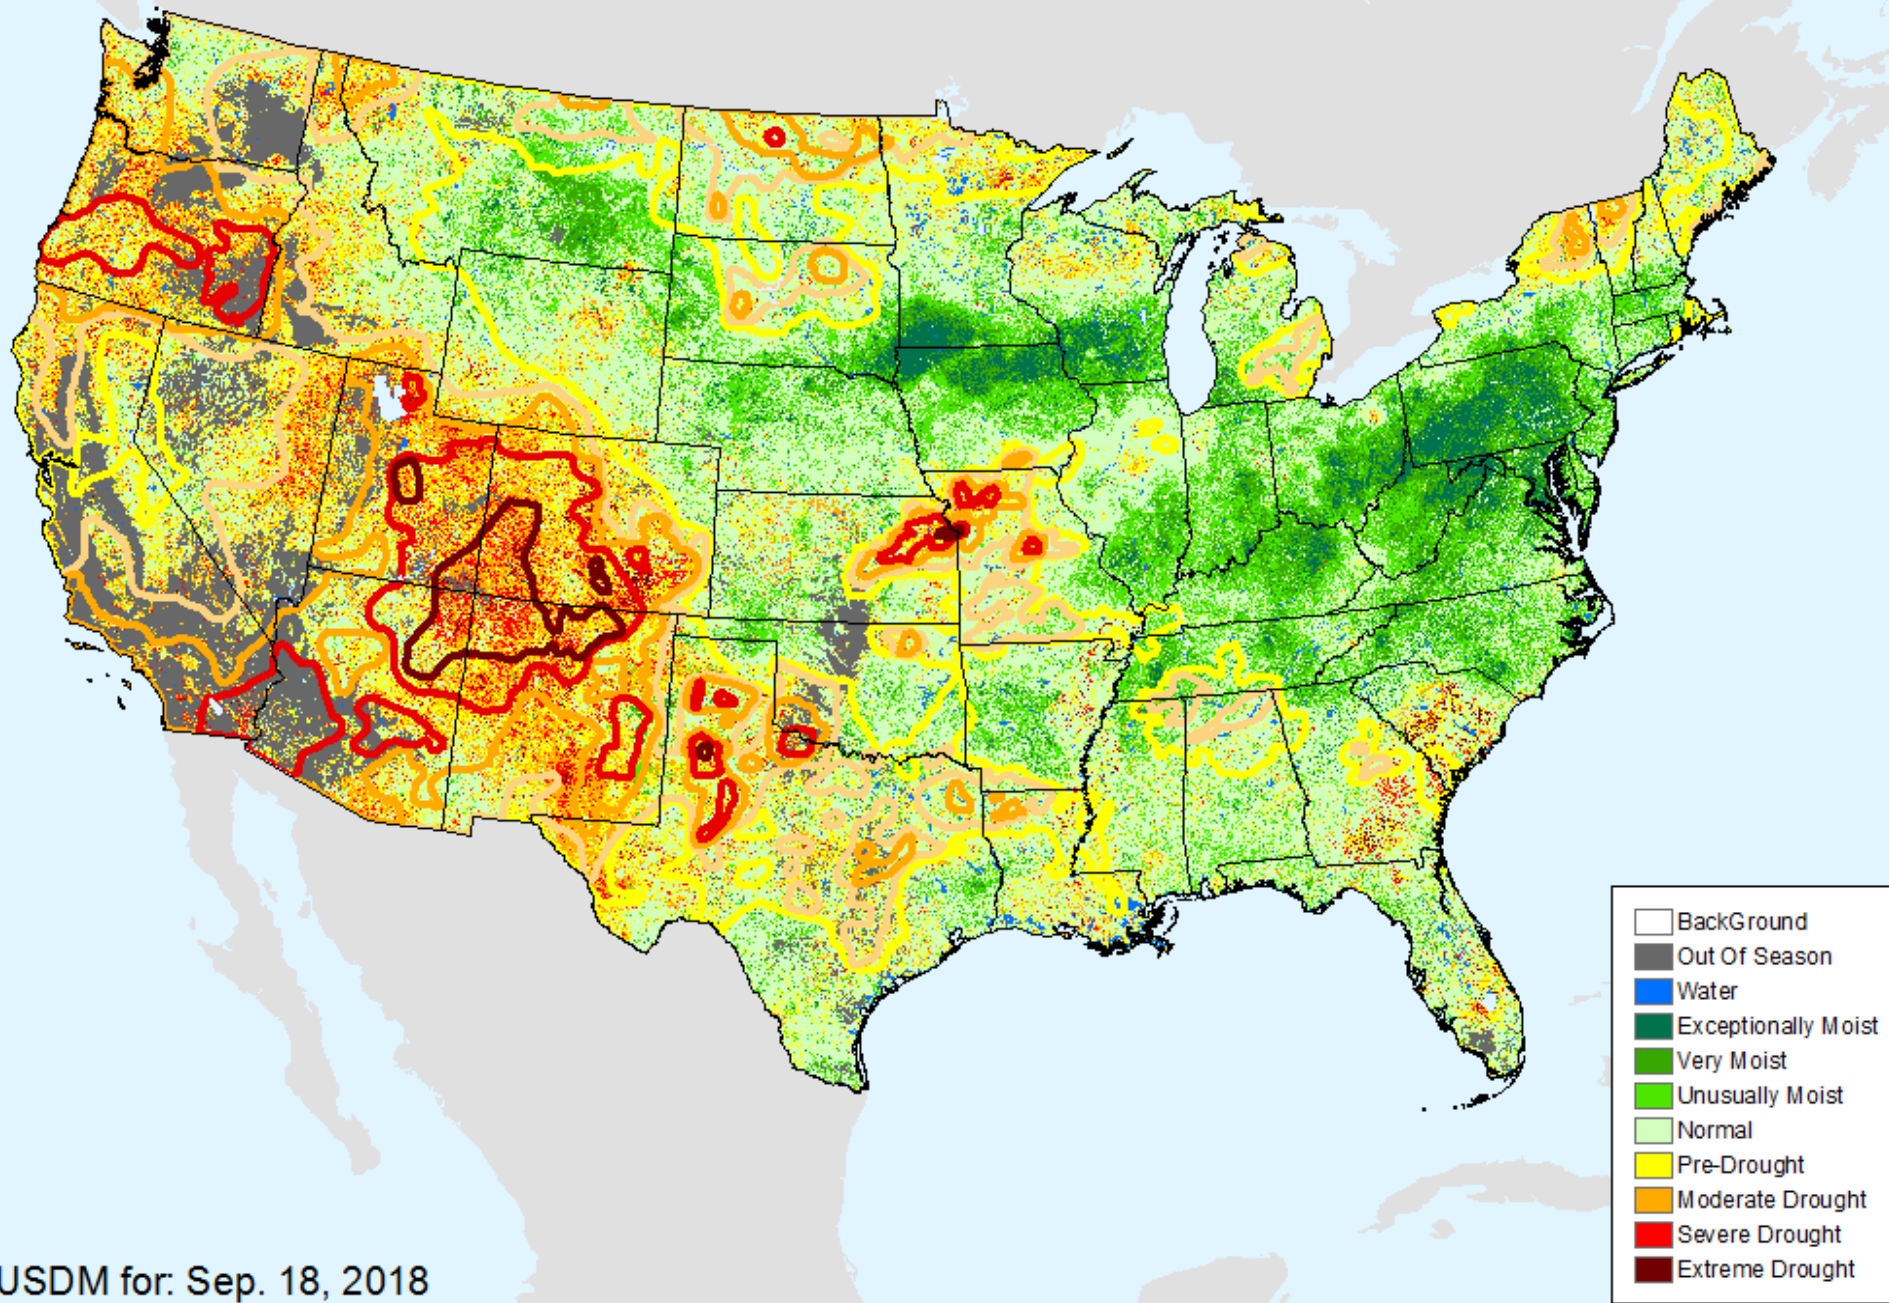 BackGround
Out Of Season
Water
Exceptionally Moist
Very Moist
Unusually Moist
Normal
Pre-Drought
Moderate Drought
Severe Drought
Extreme Drought
USDM for: Sep. 18, 2018